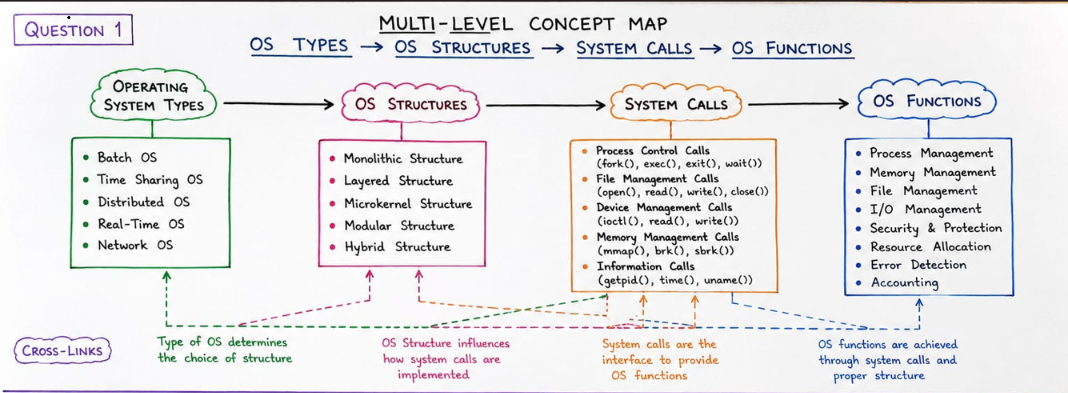 QUESTION 1
MULTI-LEVEL CONCEPT MAP
OS TYPES → OS STRUCTURES → SYSTEM CALLS → OS FUNCTIONS
OPERATING
SYSTEM TYPES
OS STRUCTURES
SYSTEM CALLS
OS FUNCTIONS
• Batch OS
• Time Sharing OS
• Distributed OS
• Real-Time OS
• Network OS
• Monolithic Structure
• Layered Structure
• Microkernel Structure
• Modular Structure
• Hybrid Structure
• Process Control Calls
(fork(), exec(), exit(), wait())
• File Management Calls
(open(), read(), write(), close())
• Device Management Calls
(ioctl(), read(), write())
• Memory Management Calls
(mmap(), brk(), sbrk())
• Information Calls
(getpid(), time(), uname())
• Process Management
• Memory Management
• File Management
• I/O Management
• Security & Protection
• Resource Allocation
• Error Detection
• Accounting
CROSS-LINKS
Type of OS determines
the choice of structure
OS Structure influences
how system calls are
implemented
System calls are the
interface to provide
OS functions
OS functions are achieved
through system calls and
proper structure